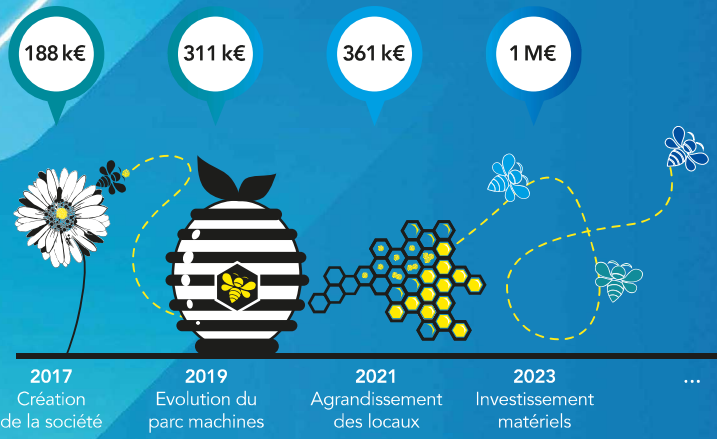 188 k€
311 k€
361 k€
1 M€
2017
Création
de la société
2019
Evolution du
parc machines
2021
Agrandissement
des locaux
2023
Investissement
matériels
...